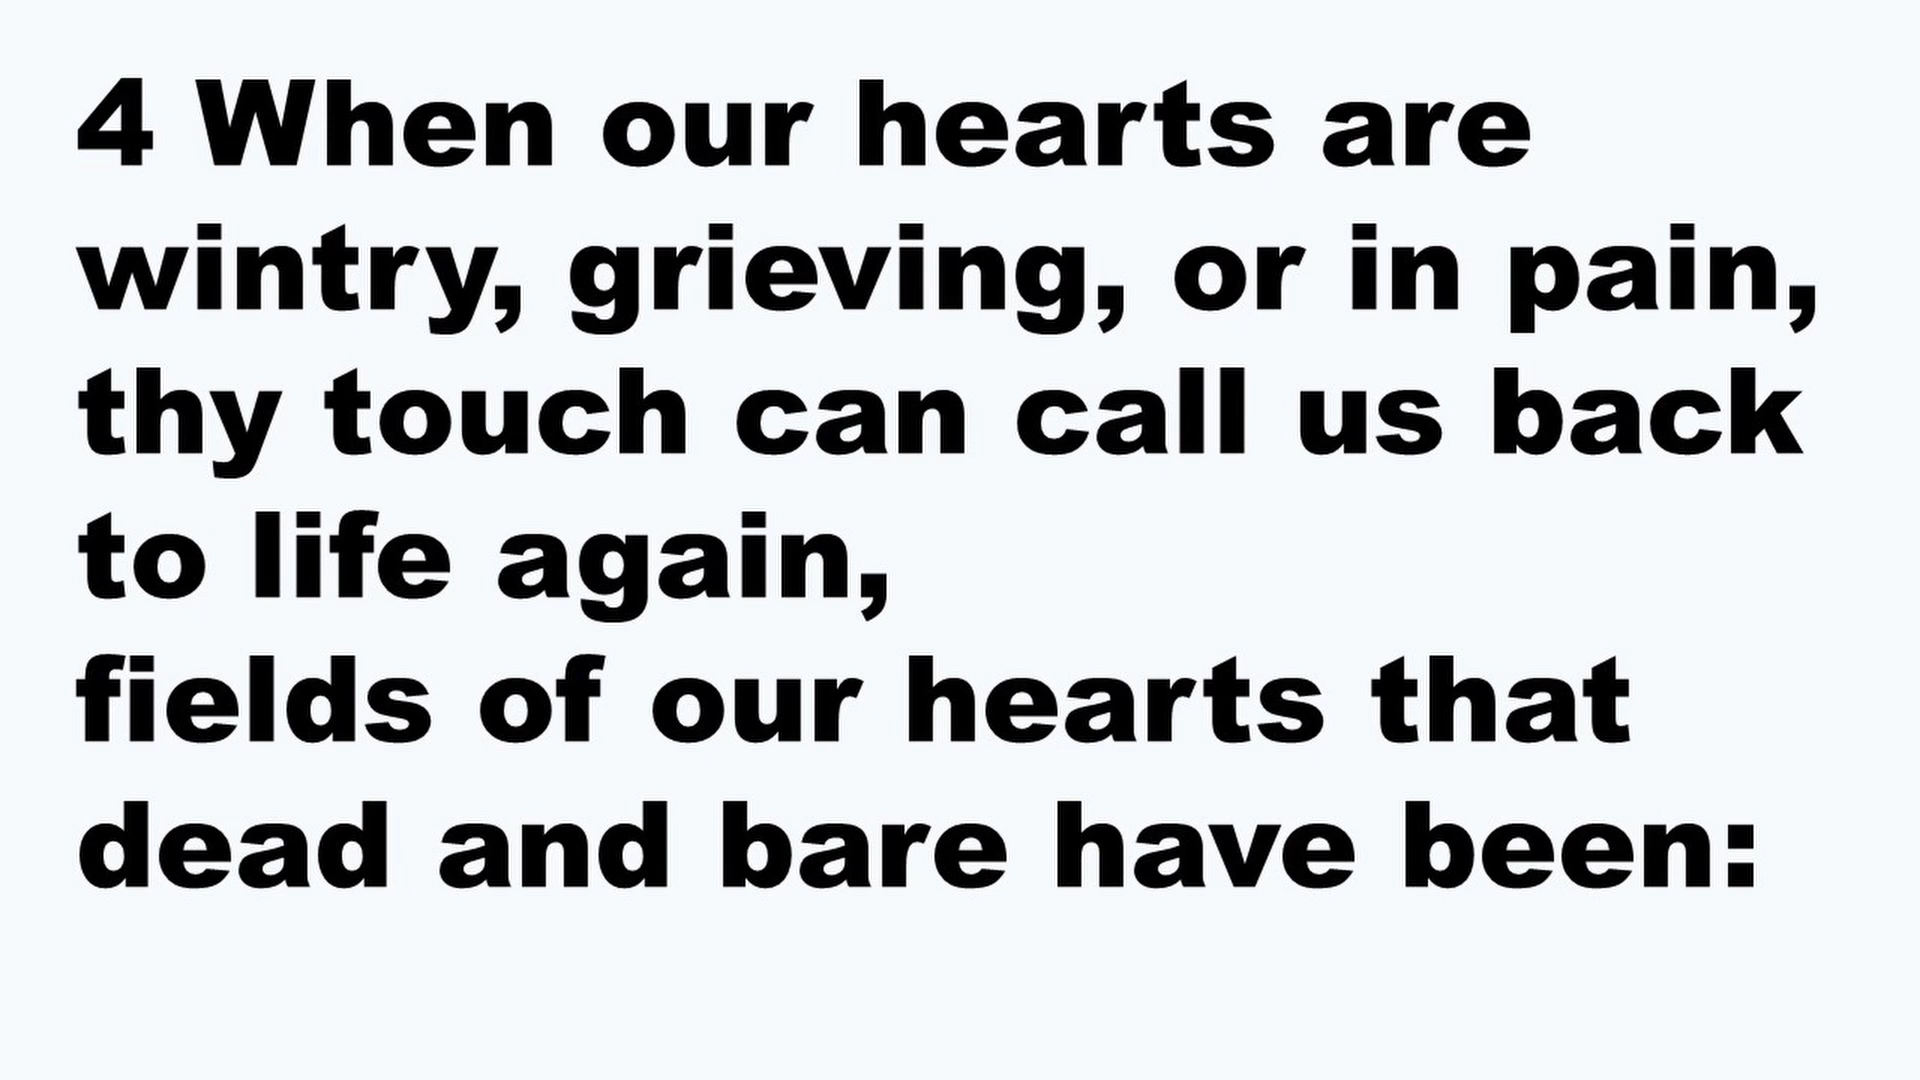 4 When our hearts are
wintry, grieving, or in pain,
thy touch can call us back
to life again,
fields of our hearts that
dead and bare have been: